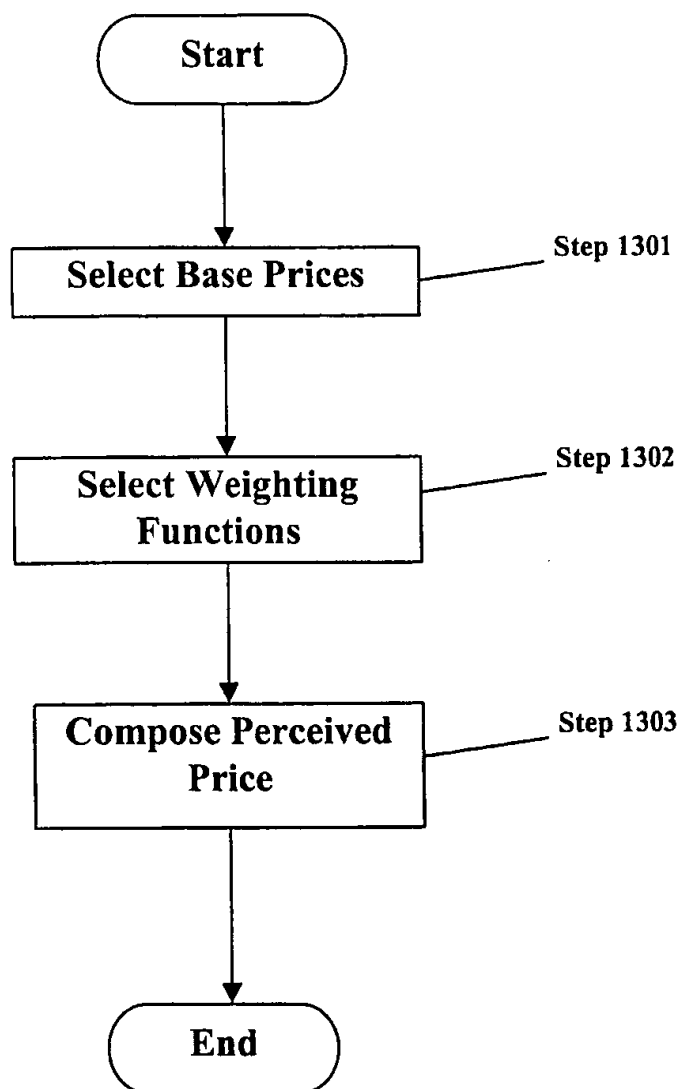 Start
Select Base Prices
Step 1301
Select Weighting
Functions
Step 1302
Compose Perceived
Price
Step 1303
End